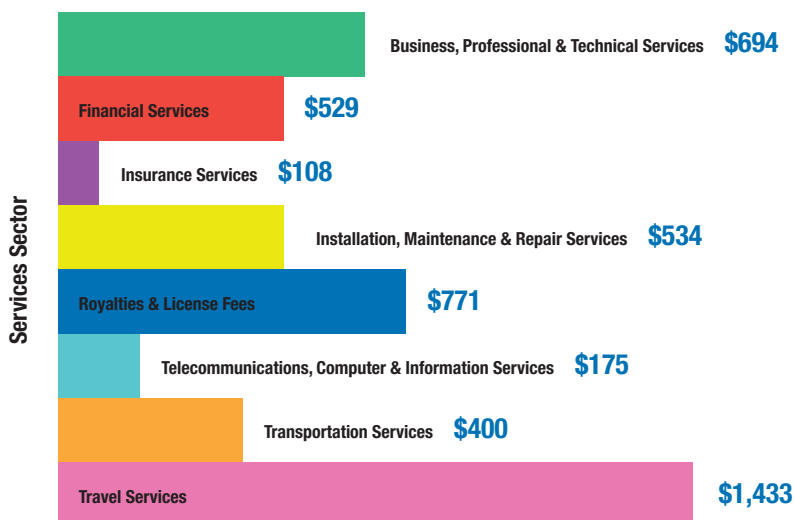 Services Sector
Business, Professional & Technical Services $694
Financial Services $529
Insurance Services $108
Installation, Maintenance & Repair Services $534
Royalties & License Fees $771
Telecommunications, Computer & Information Services $175
Transportation Services $400
Travel Services $1,433